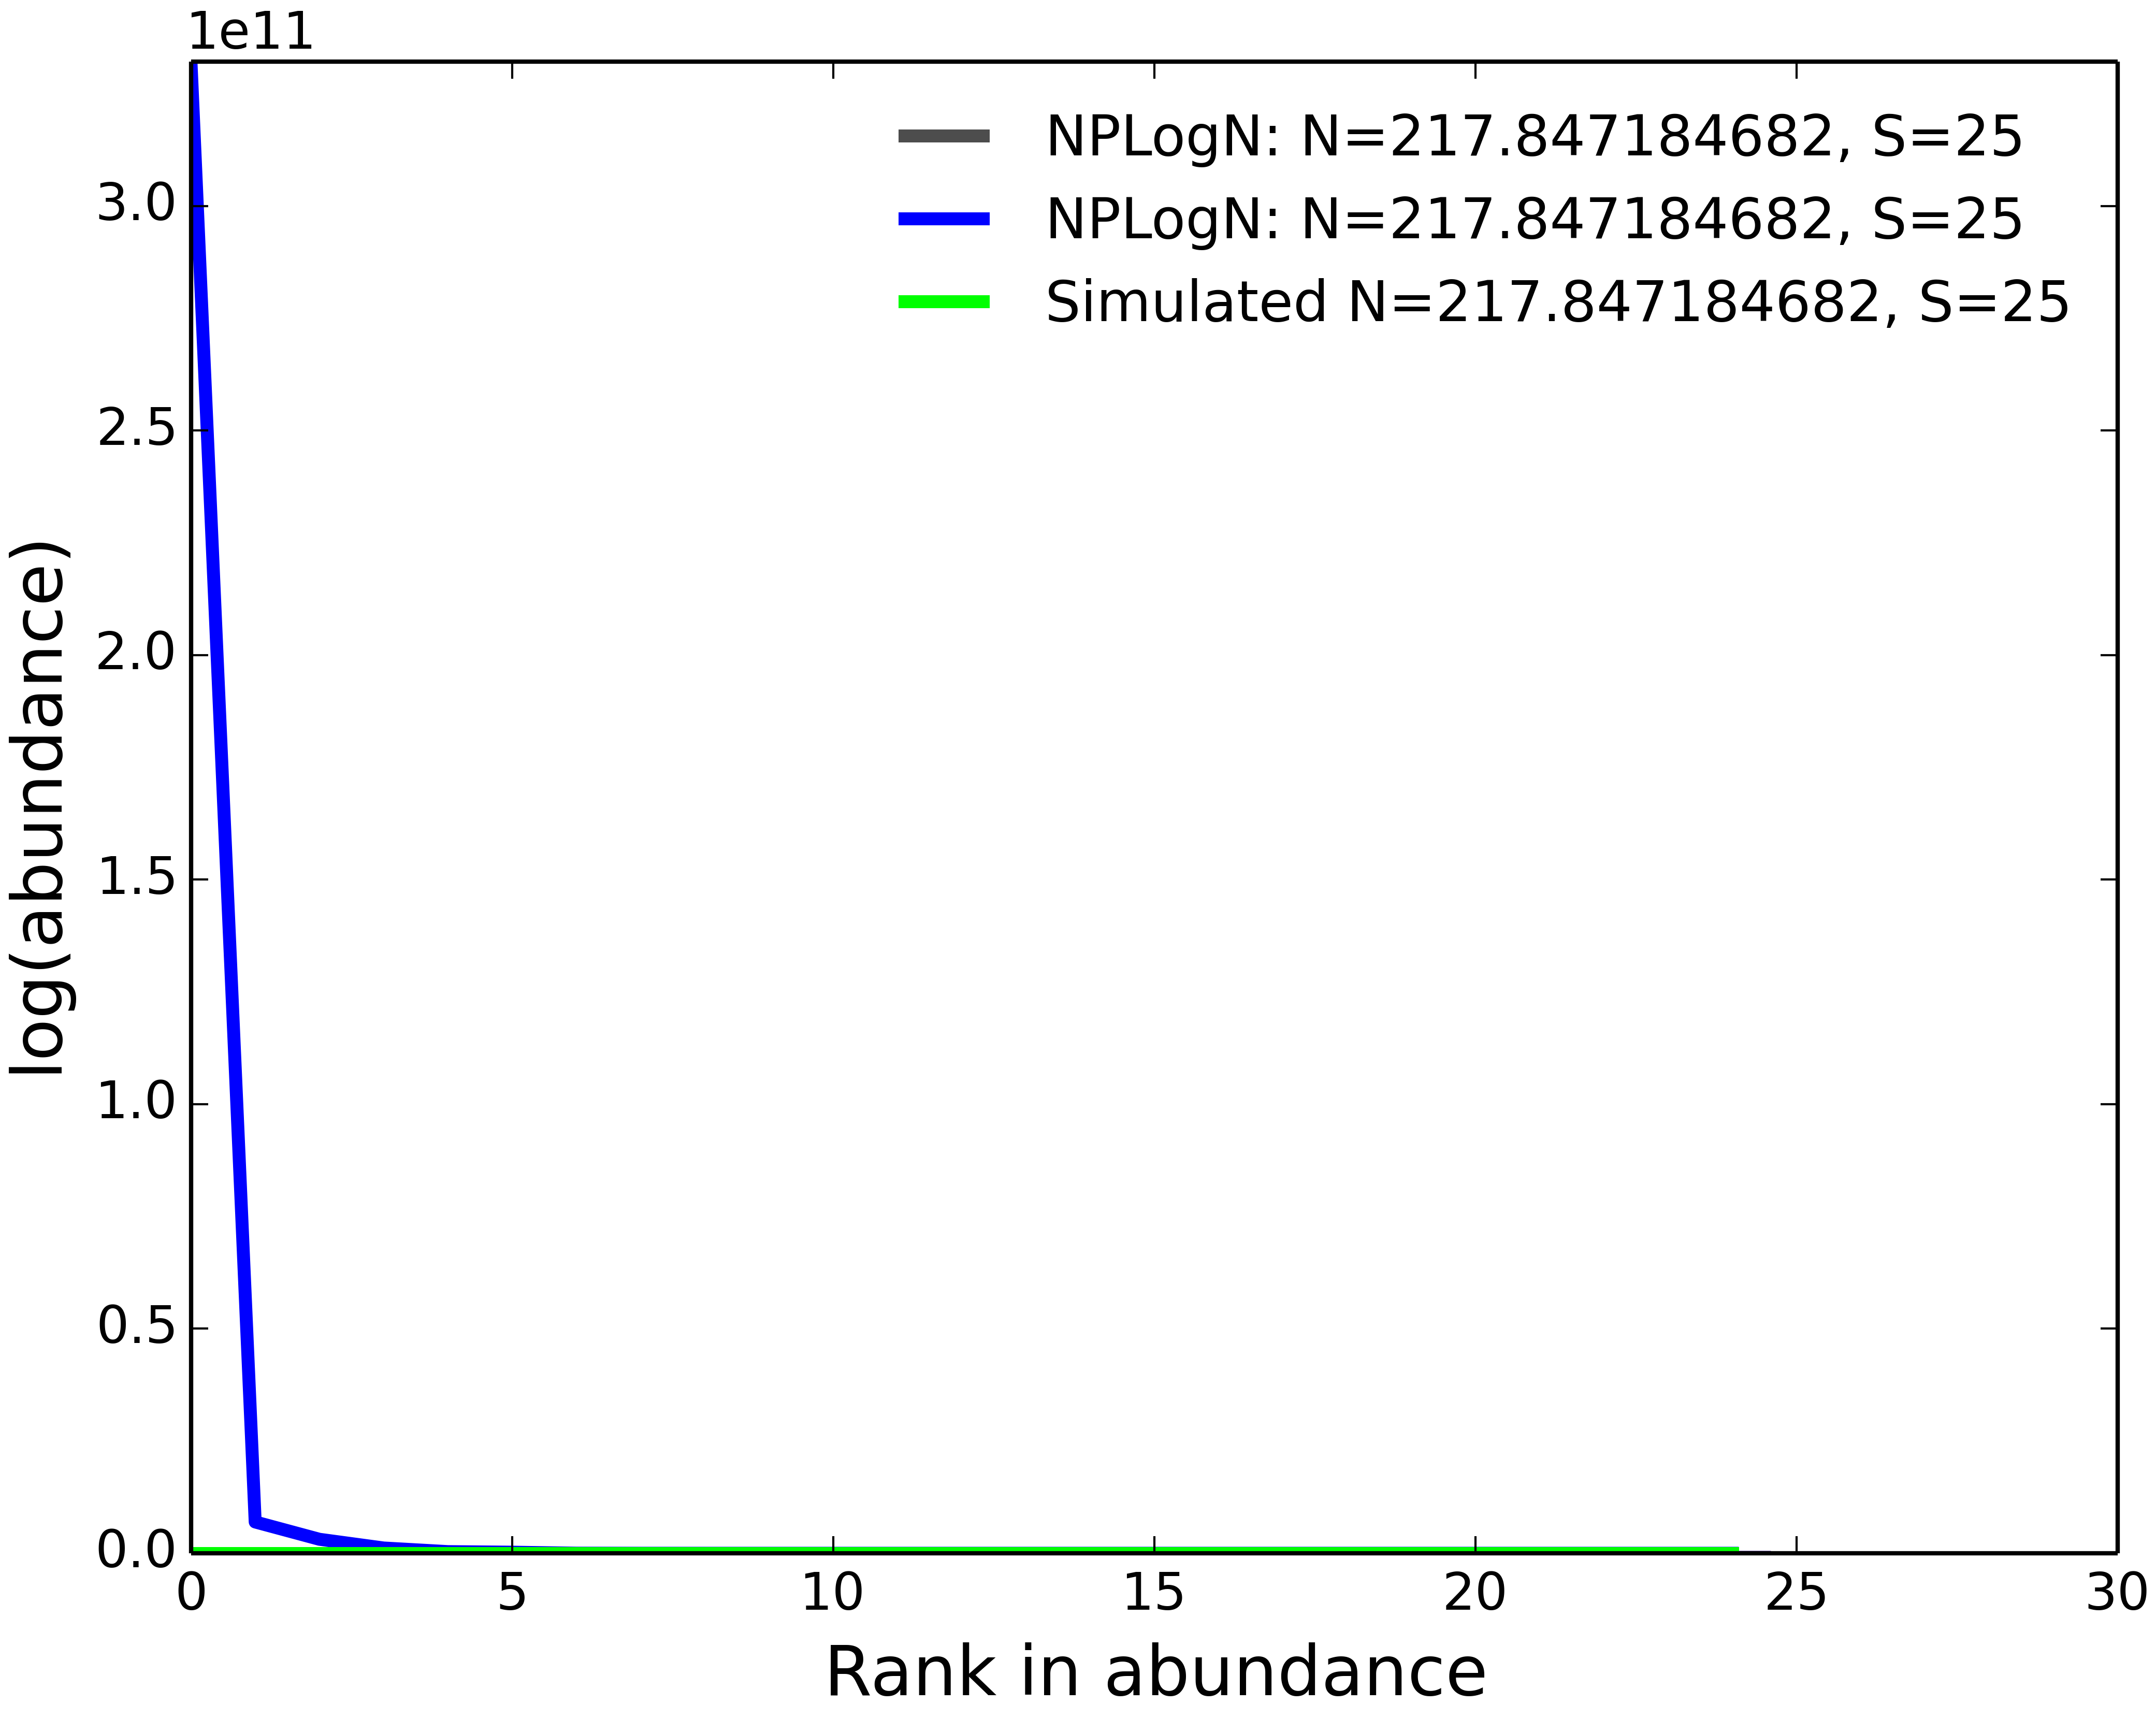 1e11
NPLogN: N=217.847184682, S=25
NPLogN: N=217.847184682, S=25
Simulated N=217.847184682, S=25
3.0
2.5
2.0
1.5
1.0
0.5
0.0
log(abundance)
0 5 10 15 20 25 30
Rank in abundance